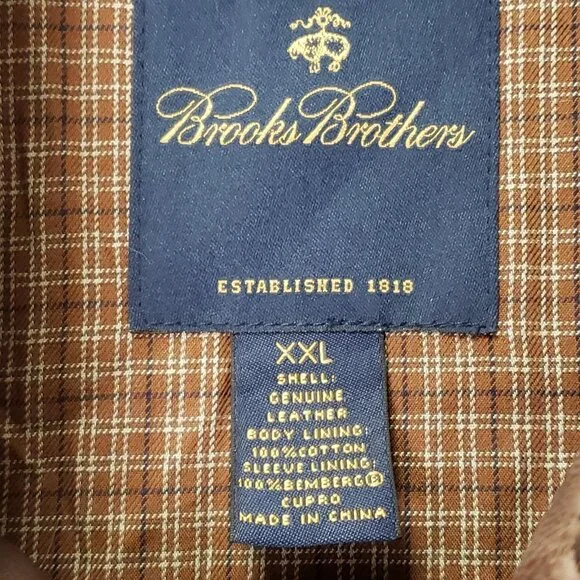 Brooks Brothers
ESTABLISHED 1818
XXL
SHELL:
GENUINE
LEATHER
BODY LINING:
100%COTTON
SLEEVE LINING:
100%BEMBERG®
CUPRO
MADE IN CHINA